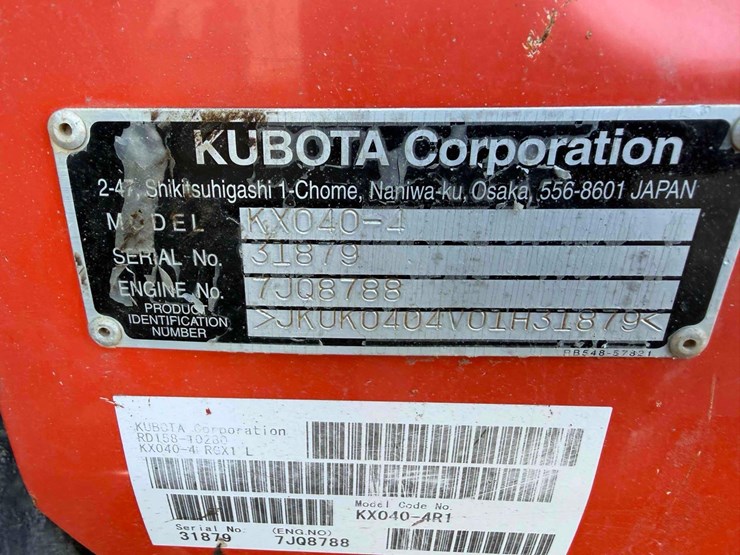 KUBOTA Corporation
2-47, Shikitsuhigashi 1-Chome, Naniwa-ku, Osaka, 556-8601 JAPAN
MODEL KX040-4
SERIAL No. 31879
ENGINE No. 7JQ8788
PRODUCT IDENTIFICATION NUMBER >JKUK0404V01H31879<
RB548-57821
KUBOTA Corporation
RD158-10280
KX040-4 RGX1 L
Model Code No.
KX040-4R1
Serial No. (ENG.NO)
31879 7JQ8788